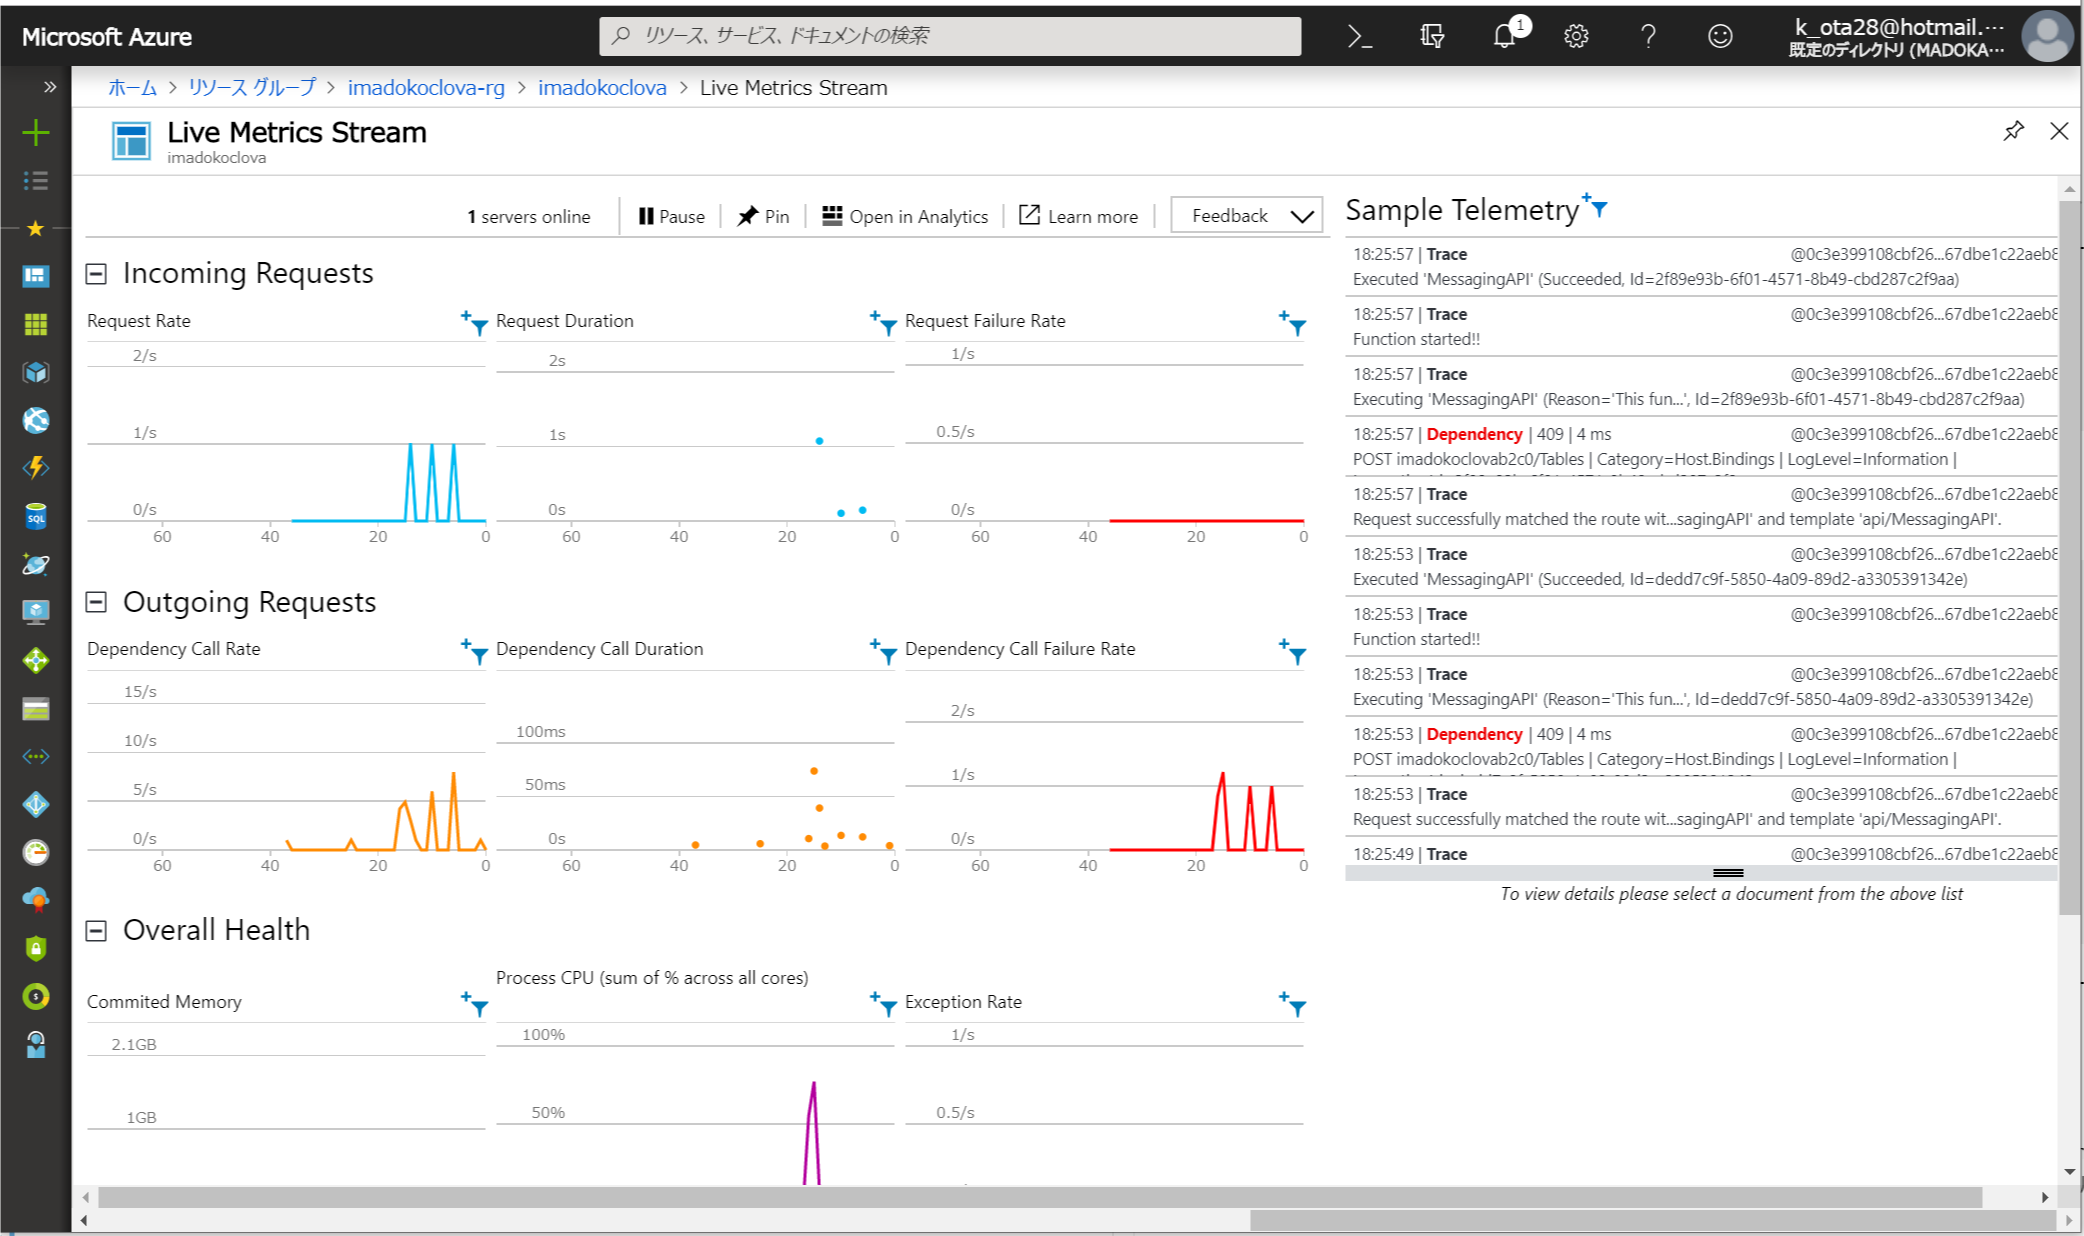 Microsoft Azure
リソース、サービス、ドキュメントの検索
1
k_ota28@hotmail.…
既定のディレクトリ (MADOKA…
ホーム > リソース グループ > imadokoclova-rg > imadokoclova > Live Metrics Stream
Live Metrics Stream
imadokoclova
1 servers online
Pause
Pin
Open in Analytics
Learn more
Feedback
Incoming Requests
Request Rate
2/s
1/s
0/s
60 40 20 0
Request Duration
2s
1s
0s
60 40 20 0
Request Failure Rate
1/s
0.5/s
0/s
60 40 20 0
Outgoing Requests
Dependency Call Rate
15/s
10/s
5/s
0/s
60 40 20 0
Dependency Call Duration
100ms
50ms
0s
60 40 20 0
Dependency Call Failure Rate
2/s
1/s
0/s
60 40 20 0
Overall Health
Commited Memory
2.1GB
1GB
Process CPU (sum of % across all cores)
100%
50%
Exception Rate
1/s
0.5/s
Sample Telemetry
18:25:57 | Trace @0c3e399108cbf26...67dbe1c22aeb8
Executed 'MessagingAPI' (Succeeded, Id=2f89e93b-6f01-4571-8b49-cbd287c2f9aa)
18:25:57 | Trace @0c3e399108cbf26...67dbe1c22aeb8
Function started!!
18:25:57 | Trace @0c3e399108cbf26...67dbe1c22aeb8
Executing 'MessagingAPI' (Reason='This fun...', Id=2f89e93b-6f01-4571-8b49-cbd287c2f9aa)
18:25:57 | Dependency | 409 | 4 ms @0c3e399108cbf26...67dbe1c22aeb8
POST imadokoclovab2c0/Tables | Category=Host.Bindings | LogLevel=Information |
18:25:57 | Trace @0c3e399108cbf26...67dbe1c22aeb8
Request successfully matched the route wit...sagingAPI' and template 'api/MessagingAPI'.
18:25:53 | Trace @0c3e399108cbf26...67dbe1c22aeb8
Executed 'MessagingAPI' (Succeeded, Id=dedd7c9f-5850-4a09-89d2-a3305391342e)
18:25:53 | Trace @0c3e399108cbf26...67dbe1c22aeb8
Function started!!
18:25:53 | Trace @0c3e399108cbf26...67dbe1c22aeb8
Executing 'MessagingAPI' (Reason='This fun...', Id=dedd7c9f-5850-4a09-89d2-a3305391342e)
18:25:53 | Dependency | 409 | 4 ms @0c3e399108cbf26...67dbe1c22aeb8
POST imadokoclovab2c0/Tables | Category=Host.Bindings | LogLevel=Information |
18:25:53 | Trace @0c3e399108cbf26...67dbe1c22aeb8
Request successfully matched the route wit...sagingAPI' and template 'api/MessagingAPI'.
18:25:49 | Trace @0c3e399108cbf26...67dbe1c22aeb8
To view details please select a document from the above list